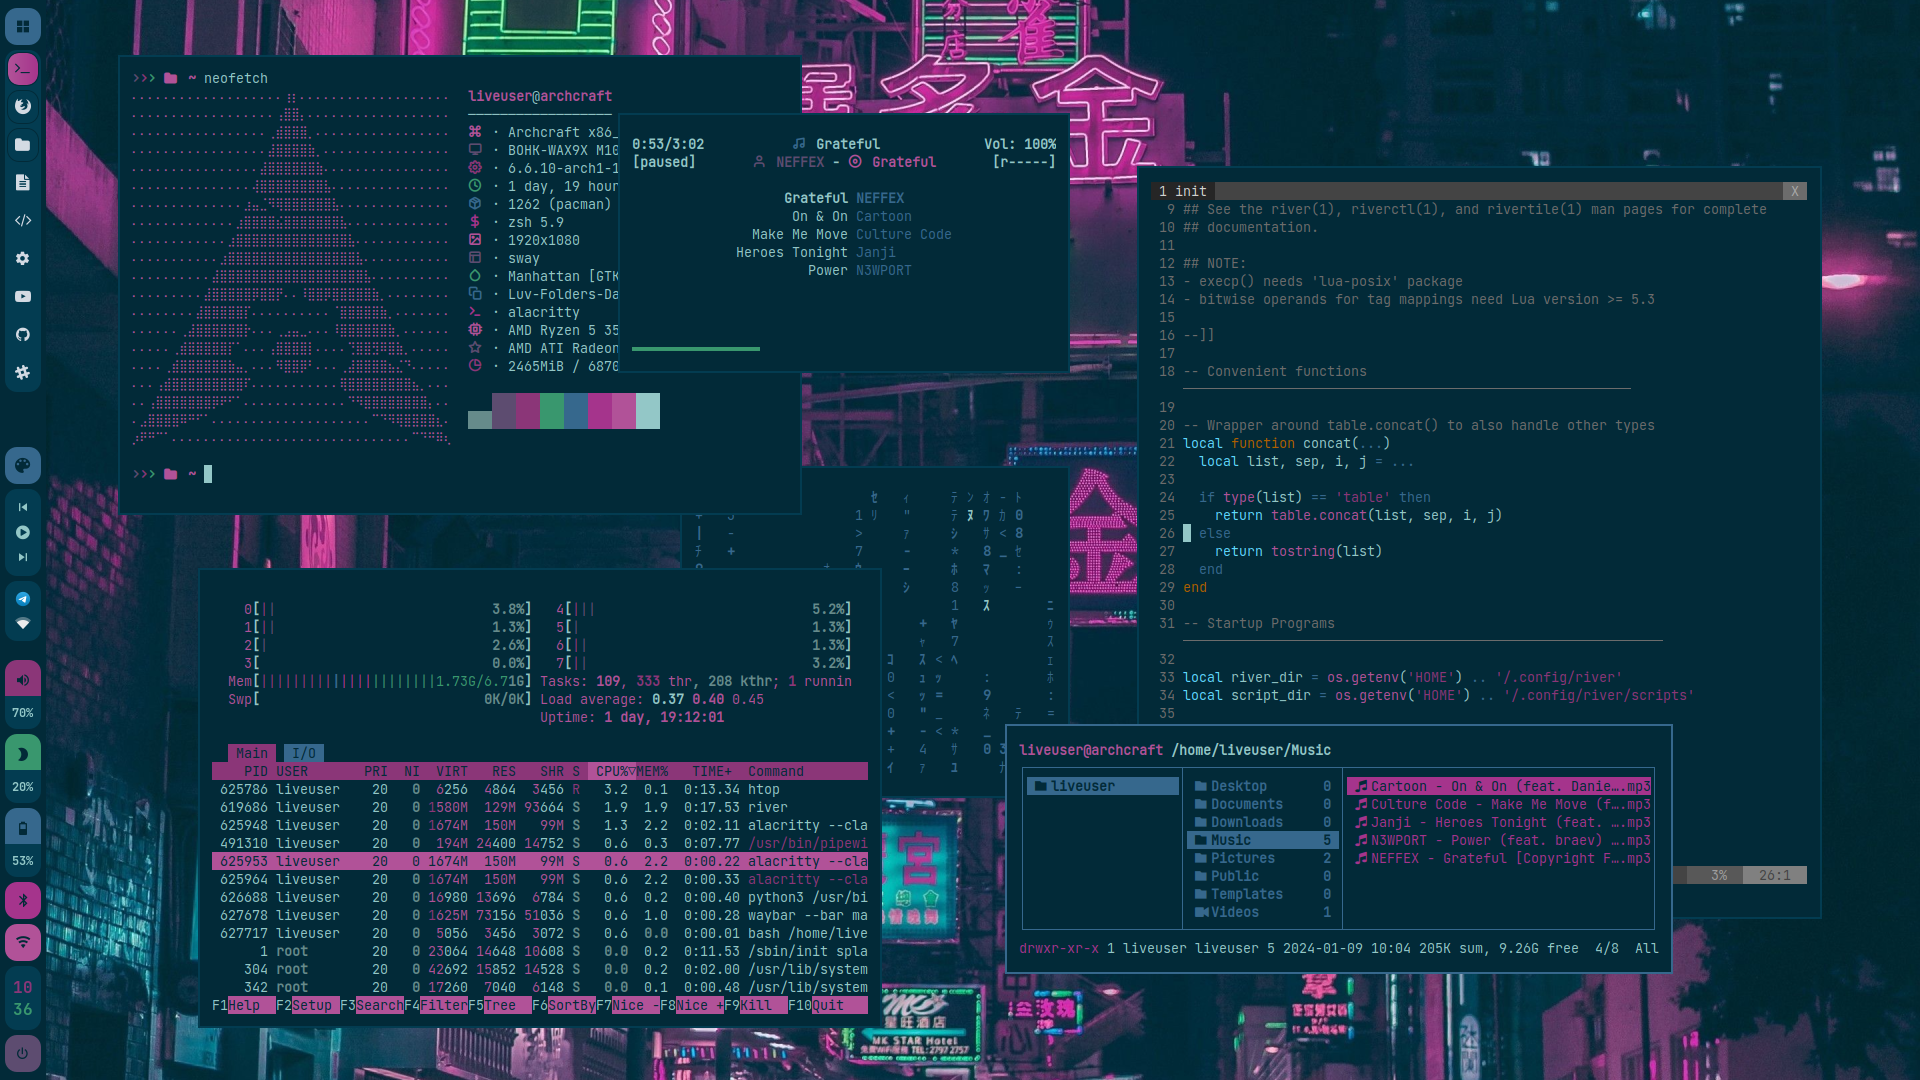 neofetch
liveuser@archcraft
· Archcraft x86_
· BOHK-WAX9X M10
· 6.6.10-arch1-1
· 1 day, 19 hour
· 1262 (pacman)
· zsh 5.9
· 1920x1080
· sway
· Manhattan [GTK
· Luv-Folders-Da
· alacritty
· AMD Ryzen 5 35
· AMD ATI Radeon
· 2465MiB / 6870
0:53/3:02 Grateful Vol: 100%
[paused] NEFFEX - Grateful [r-----]
Grateful NEFFEX
On & On Cartoon
Make Me Move Culture Code
Heroes Tonight Janji
Power N3WPORT
1 init X
9 ## See the river(1), riverctl(1), and rivertile(1) man pages for complete
10 ## documentation.
11
12 ## NOTE:
13 - execp() needs 'lua-posix' package
14 - bitwise operands for tag mappings need Lua version >= 5.3
15
16 --]]
17
18 -- Convenient functions
19
20 -- Wrapper around table.concat() to also handle other types
21 local function concat(...)
22 local list, sep, i, j = ...
23
24 if type(list) == 'table' then
25 return table.concat(list, sep, i, j)
26 else
27 return tostring(list)
28 end
29 end
30
31 -- Startup Programs
32
33 local river_dir = os.getenv('HOME') .. '/.config/river'
34 local script_dir = os.getenv('HOME') .. '/.config/river/scripts'
35
3% 26:1
0[|| 3.8%] 4[||| 5.2%]
1[|| 1.3%] 5[| 1.3%]
2[| 2.6%] 6[|| 1.3%]
3[ 0.0%] 7[|| 3.2%]
Mem[||||||||||||||||||||||1.73G/6.71G] Tasks: 109, 333 thr, 208 kthr; 1 runnin
Swp[ 0K/0K] Load average: 0.37 0.40 0.45
Uptime: 1 day, 19:12:01
Main I/O
PID USER PRI NI VIRT RES SHR S CPU%▽MEM% TIME+ Command
625786 liveuser 20 0 6256 4864 3456 R 3.2 0.1 0:13.34 htop
619686 liveuser 20 0 1580M 129M 93664 S 1.9 1.9 0:17.53 river
625948 liveuser 20 0 1674M 150M 99M S 1.3 2.2 0:02.11 alacritty --cla
491310 liveuser 20 0 194M 24400 14752 S 0.6 0.3 0:07.77 /usr/bin/pipewi
625953 liveuser 20 0 1674M 150M 99M S 0.6 2.2 0:00.22 alacritty --cla
625964 liveuser 20 0 1674M 150M 99M S 0.6 2.2 0:00.33 alacritty --cla
626688 liveuser 20 0 16980 13696 6784 S 0.6 0.2 0:00.40 python3 /usr/bi
627678 liveuser 20 0 1625M 73156 51036 S 0.6 1.0 0:00.28 waybar --bar ma
627717 liveuser 20 0 5056 3456 3072 S 0.6 0.0 0:00.01 bash /home/live
1 root 20 0 23064 14648 10608 S 0.0 0.2 0:11.53 /sbin/init spla
304 root 20 0 42692 15852 14528 S 0.0 0.2 0:02.00 /usr/lib/system
342 root 20 0 17260 7040 6148 S 0.0 0.1 0:00.48 /usr/lib/system
F1Help F2Setup F3SearchF4FilterF5Tree F6SortByF7Nice -F8Nice +F9Kill F10Quit
liveuser@archcraft /home/liveuser/Music
liveuser
Desktop 0
Documents 0
Downloads 0
Music 5
Pictures 2
Public 0
Templates 0
Videos 1
Cartoon - On & On (feat. Danie….mp3
Culture Code - Make Me Move (f….mp3
Janji - Heroes Tonight (feat. ….mp3
N3WPORT - Power (feat. braev) ….mp3
NEFFEX - Grateful [Copyright F….mp3
drwxr-xr-x 1 liveuser liveuser 5 2024-01-09 10:04 205K sum, 9.26G free 4/8 All
70%
20%
53%
10
36
金
星旺酒店
MK STAR Hotel
TEL: 2797 2757